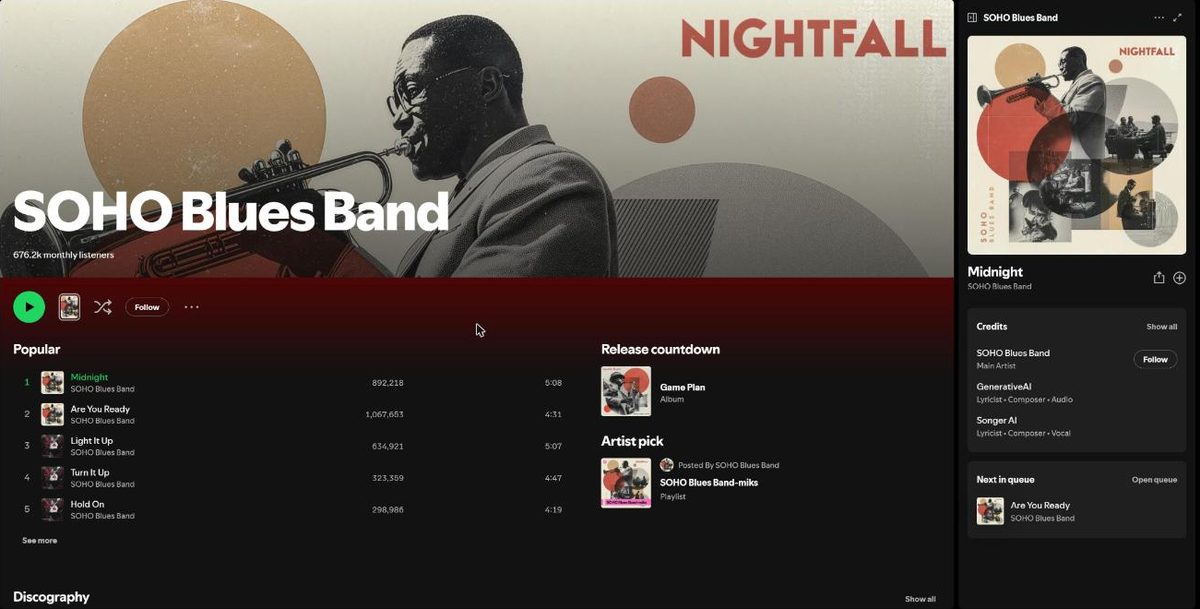 NIGHTFALL
SOHO Blues Band
676.2k monthly listeners
Follow
Popular
1
Midnight
SOHO Blues Band
892,218
5:08
2
Are You Ready
SOHO Blues Band
1,067,653
4:31
3
Light It Up
SOHO Blues Band
634,921
5:07
4
Turn It Up
SOHO Blues Band
323,359
4:47
5
Hold On
SOHO Blues Band
298,986
4:19
See more
Release countdown
Game Plan
Album
Artist pick
Posted By SOHO Blues Band
SOHO Blues Band-miks
SOHO Blues Band-miks
Playlist
Discography
Show all
SOHO Blues Band
NIGHTFALL
SOHO
BLUES BAND
Midnight
SOHO Blues Band
Credits
Show all
SOHO Blues Band
Main Artist
Follow
GenerativeAI
Lyricist • Composer • Audio
Songer AI
Lyricist • Composer • Vocal
Next in queue
Open queue
Are You Ready
SOHO Blues Band